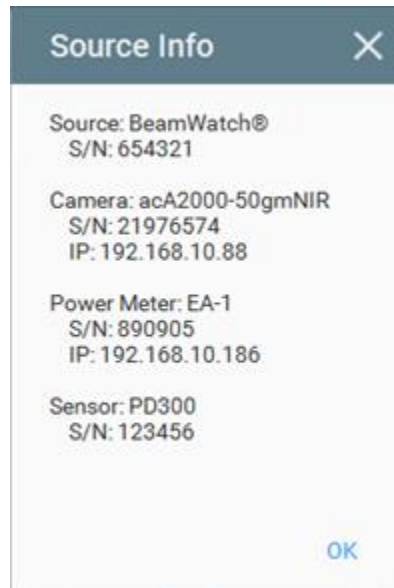 Source Info
Source: BeamWatch®
S/N: 654321
Camera: acA2000-50gmNIR
S/N: 21976574
IP: 192.168.10.88
Power Meter: EA-1
S/N: 890905
IP: 192.168.10.186
Sensor: PD300
S/N: 123456
OK